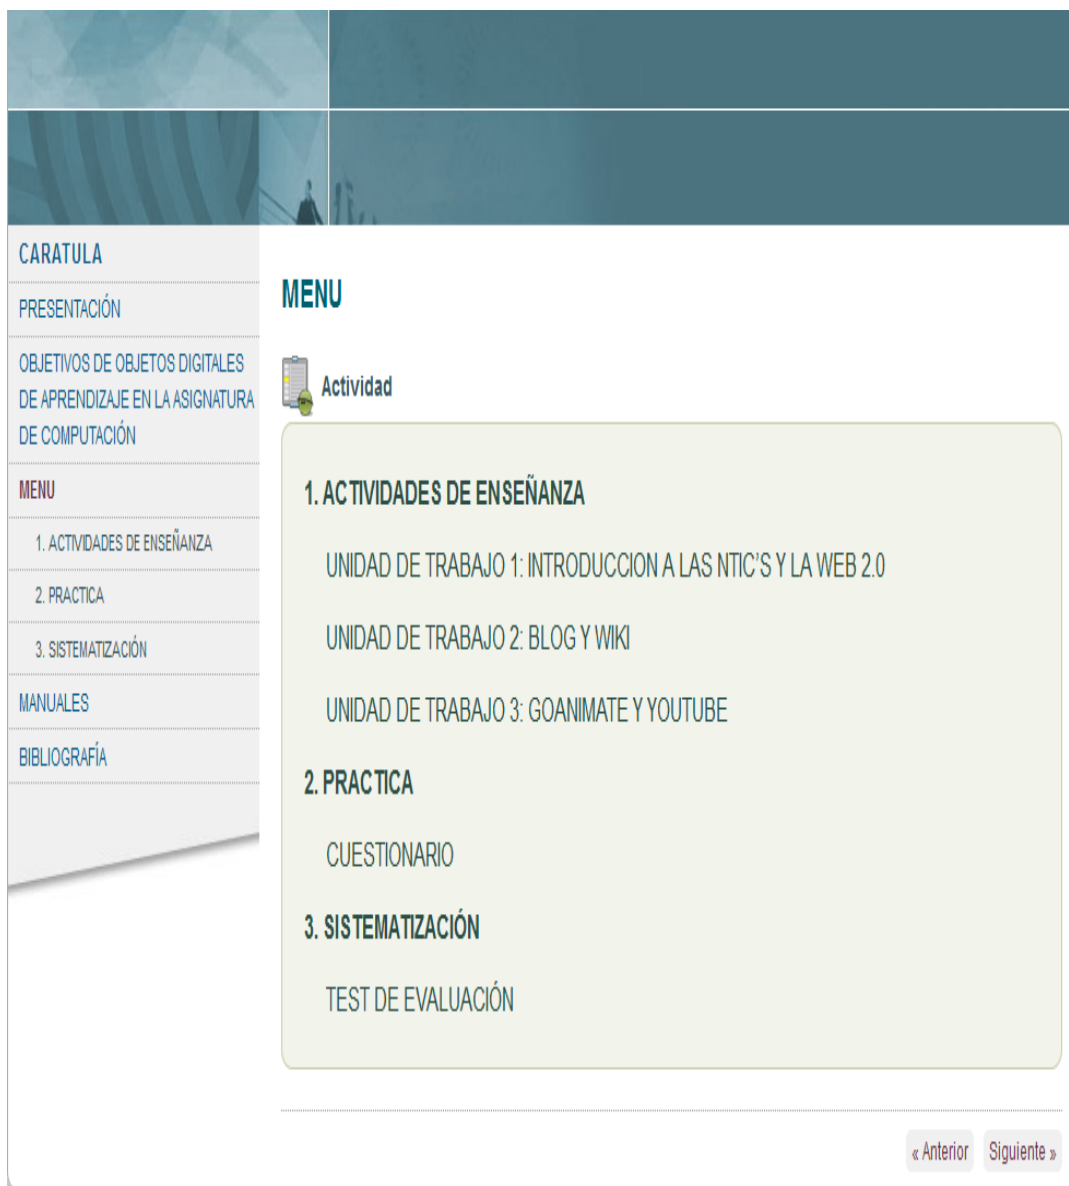 CARATULA
PRESENTACIÓN
OBJETIVOS DE OBJETOS DIGITALES
DE APRENDIZAJE EN LA ASIGNATURA
DE COMPUTACIÓN
MENU
1. ACTIVIDADES DE ENSEÑANZA
2. PRACTICA
3. SISTEMATIZACIÓN
MANUALES
BIBLIOGRAFÍA
MENU
Actividad
1. ACTIVIDADES DE ENSEÑANZA
UNIDAD DE TRABAJO 1: INTRODUCCION A LAS NTIC'S Y LA WEB 2.0
UNIDAD DE TRABAJO 2: BLOG Y WIKI
UNIDAD DE TRABAJO 3: GOANIMATE Y YOUTUBE
2. PRACTICA
CUESTIONARIO
3. SISTEMATIZACIÓN
TEST DE EVALUACIÓN
« Anterior Siguiente »